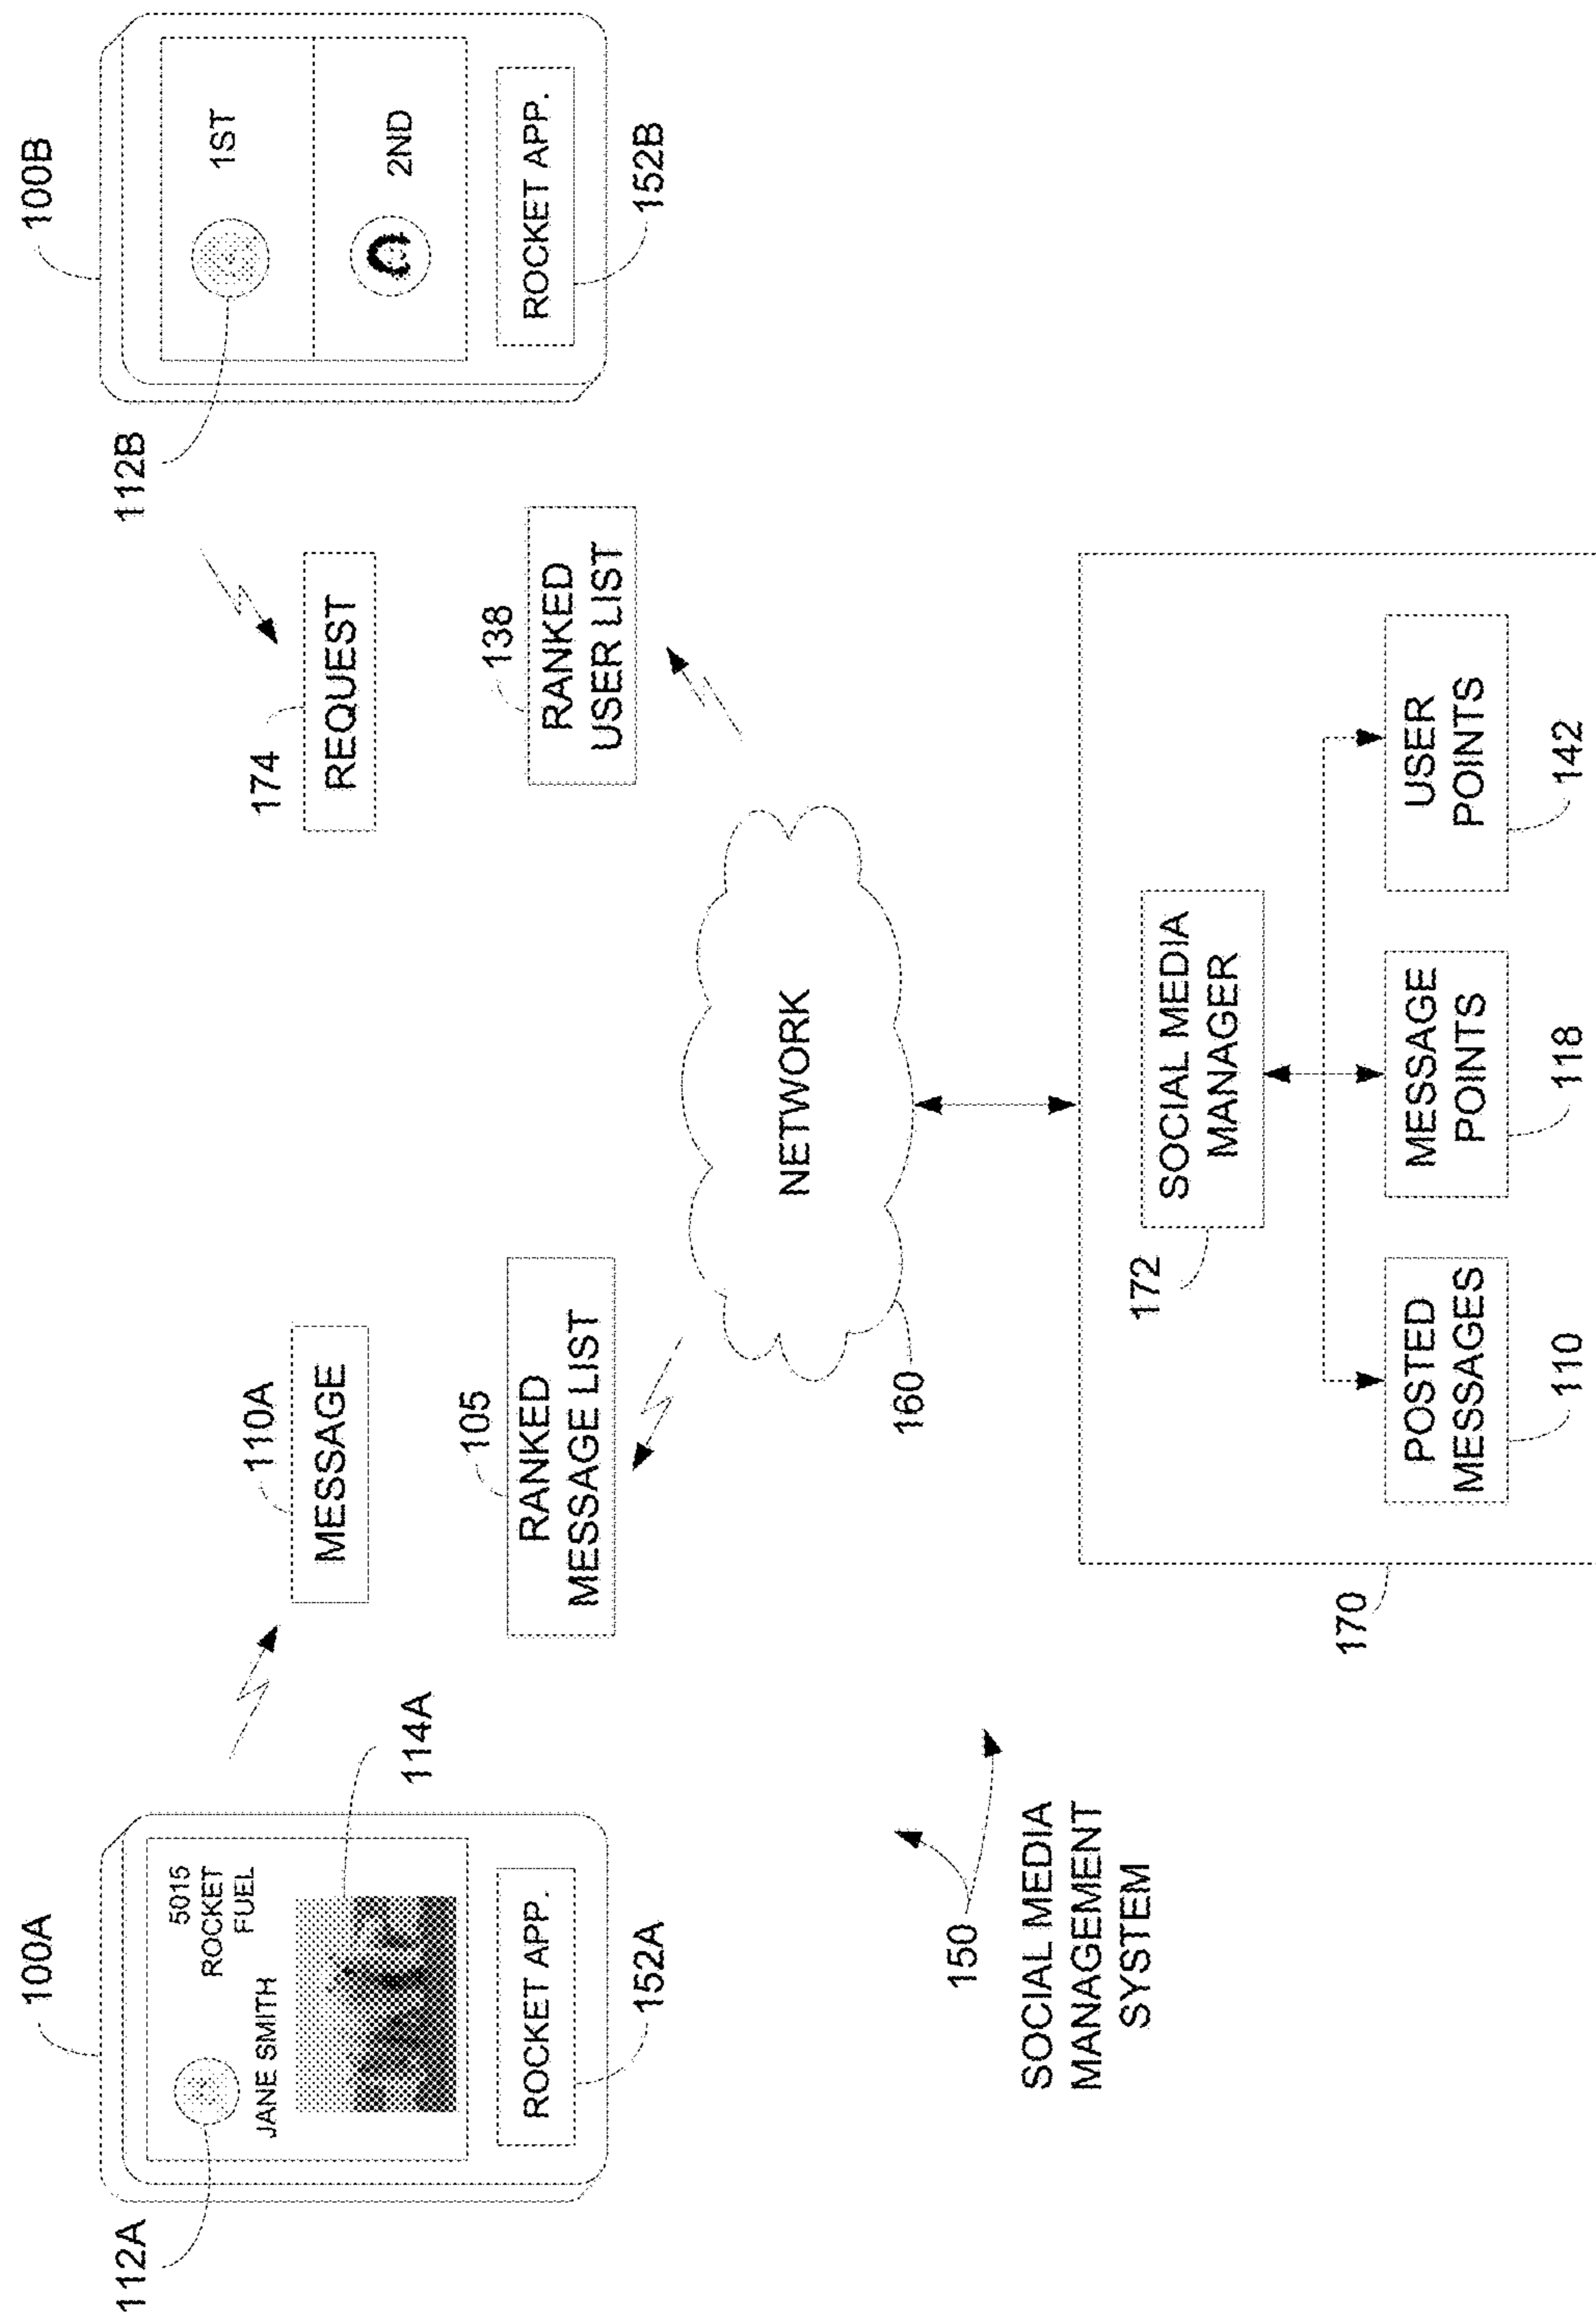 100A
112A
5015
ROCKET
FUEL
JANE SMITH
114A
ROCKET APP.
152A
110A
MESSAGE
105
RANKED
MESSAGE LIST
174
REQUEST
138
RANKED
USER LIST
100B
112B
1ST
2ND
ROCKET APP.
152B
NETWORK
160
150
SOCIAL MEDIA
MANAGEMENT
SYSTEM
170
172
SOCIAL MEDIA
MANAGER
POSTED
MESSAGES
110
MESSAGE
POINTS
118
USER
POINTS
142